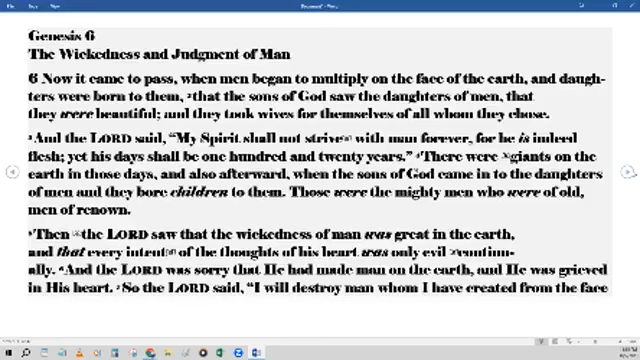 Genesis 6
The Wickedness and Judgment of Man
6 Now it came to pass, when men began to multiply on the face of the earth, and daugh-
ters were born to them, ² that the sons of God saw the daughters of men, that
they were beautiful; and they took wives for themselves of all whom they chose.
³ And the LORD said, “My Spirit shall not strive with man forever, for he is indeed
flesh; yet his days shall be one hundred and twenty years.” ⁴ There were giants on the
earth in those days, and also afterward, when the sons of God came in to the daughters
of men and they bore children to them. Those were the mighty men who were of old,
men of renown.
⁵ Then the LORD saw that the wickedness of man was great in the earth,
and that every intent of the thoughts of his heart was only evil continu-
ally. ⁶ And the LORD was sorry that He had made man on the earth, and He was grieved
in His heart. ⁷ So the LORD said, “I will destroy man whom I have created from the face